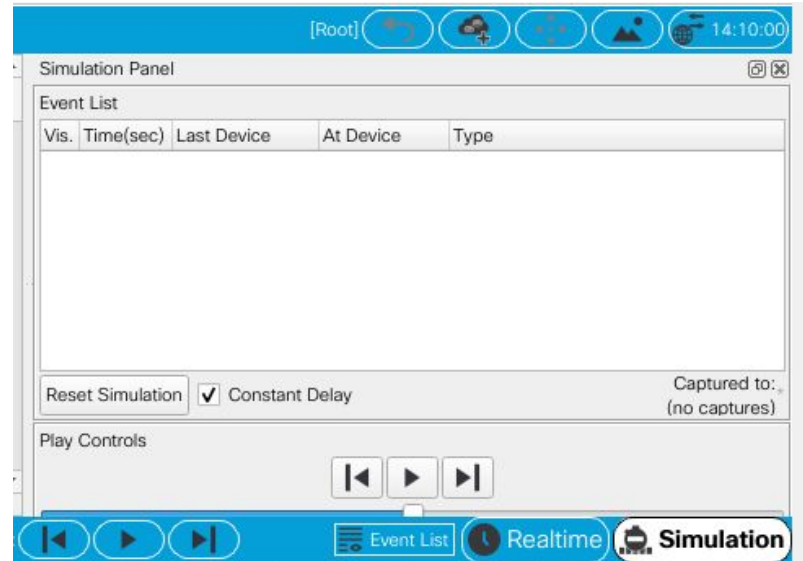 [Root] 14:10:00
Simulation Panel
Event List
Vis. Time(sec) Last Device At Device Type
Reset Simulation Constant Delay Captured to:
(no captures)
Play Controls
Event List Realtime Simulation